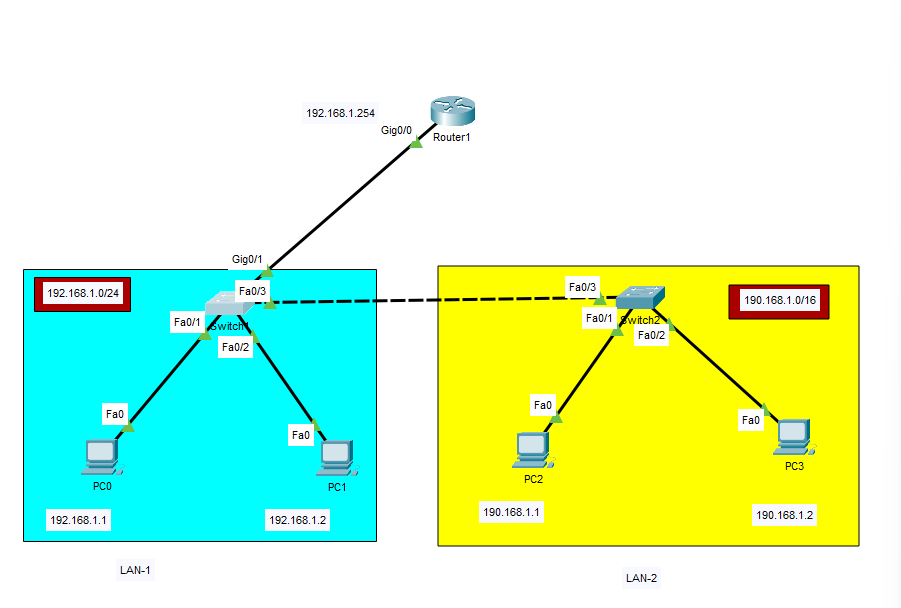 192.168.1.254
Gig0/0
Router1
Gig0/1
192.168.1.0/24
Fa0/3
Fa0/3
190.168.1.0/16
Fa0/1
Switch1
Fa0/2
Fa0/1
Switch2
Fa0/2
Fa0
Fa0
Fa0
Fa0
PC0
PC1
PC2
PC3
192.168.1.1
192.168.1.2
190.168.1.1
190.168.1.2
LAN-1
LAN-2